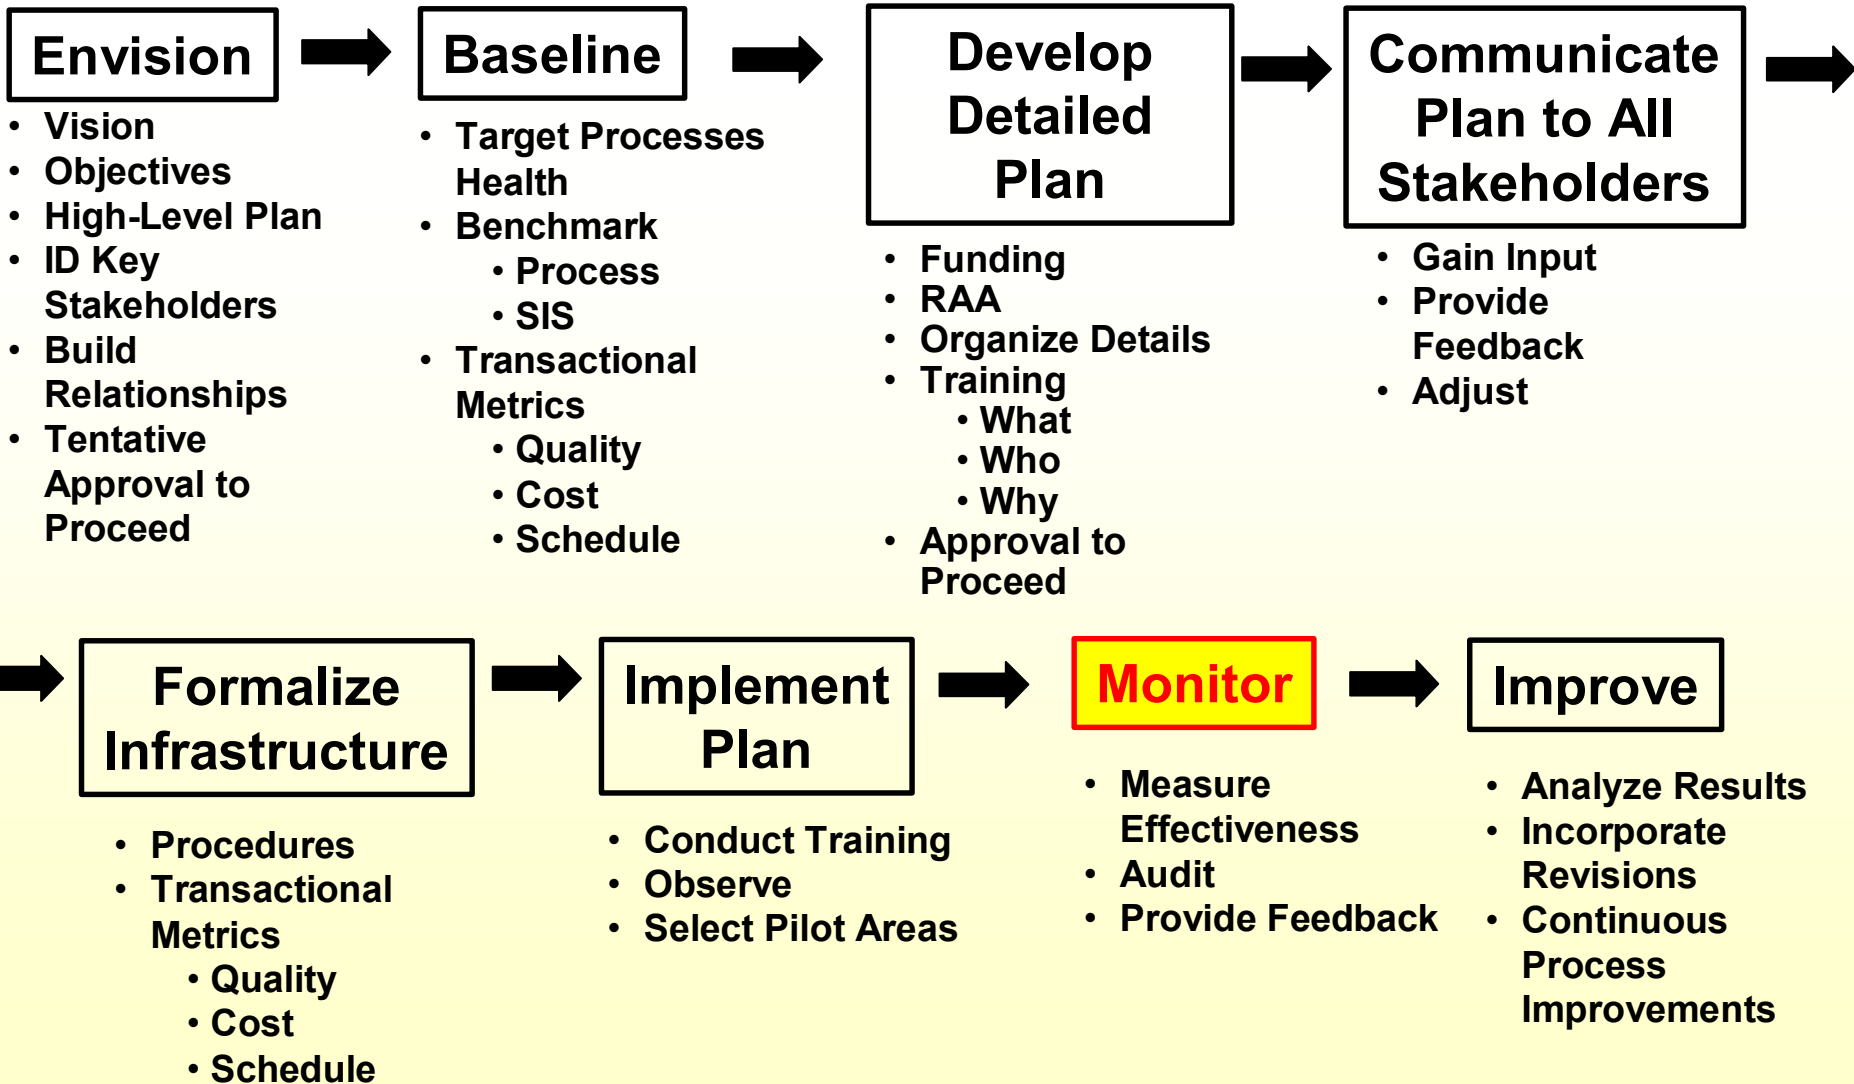 Envision
• Vision
• Objectives
• High-Level Plan
• ID Key
Stakeholders
• Build
Relationships
• Tentative
Approval to
Proceed
Baseline
• Target Processes
Health
• Benchmark
• Process
• SIS
• Transactional
Metrics
• Quality
• Cost
• Schedule
Develop
Detailed
Plan
• Funding
• RAA
• Organize Details
• Training
• What
• Who
• Why
• Approval to
Proceed
Communicate
Plan to All
Stakeholders
• Gain Input
• Provide
Feedback
• Adjust
Formalize
Infrastructure
• Procedures
• Transactional
Metrics
• Quality
• Cost
• Schedule
Implement
Plan
• Conduct Training
• Observe
• Select Pilot Areas
Monitor
• Measure
Effectiveness
• Audit
• Provide Feedback
Improve
• Analyze Results
• Incorporate
Revisions
• Continuous
Process
Improvements